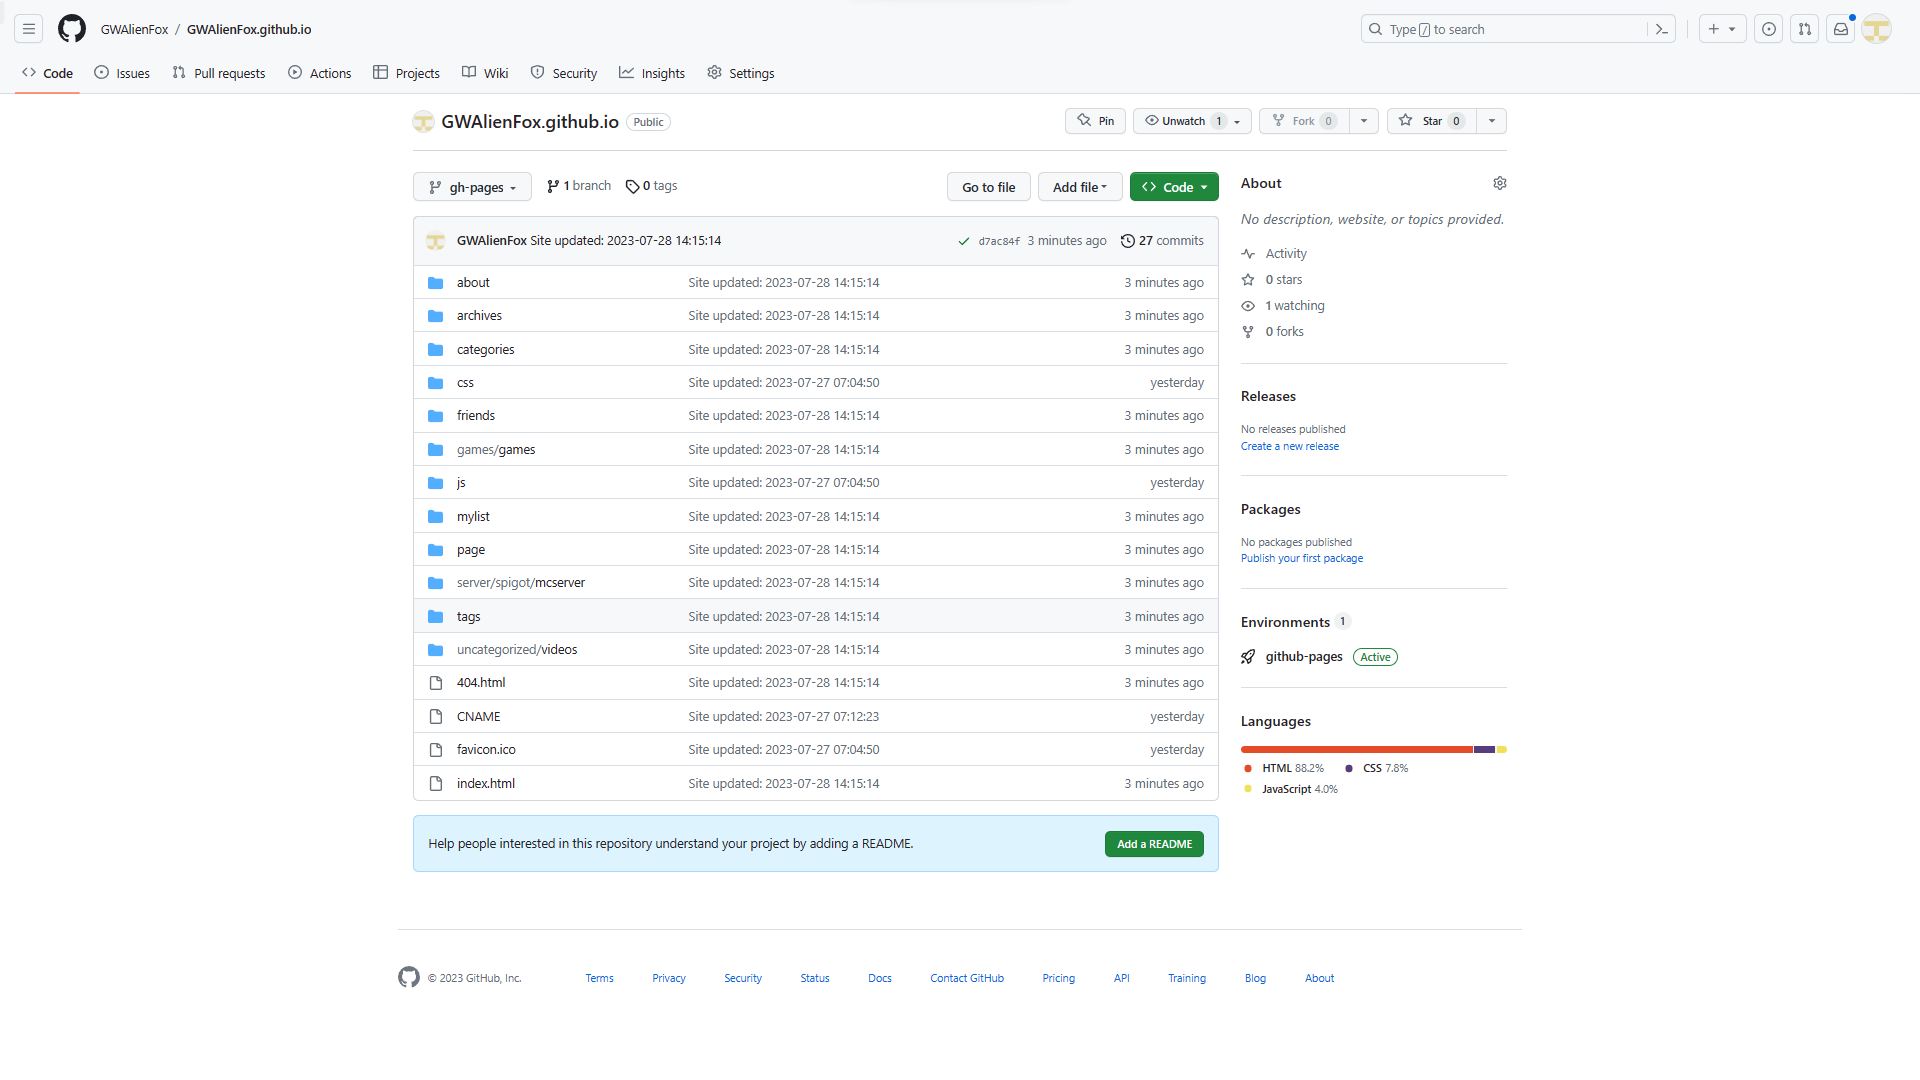 GWAlienFox / GWAlienFox.github.io
Type / to search
Code Issues Pull requests Actions Projects Wiki Security Insights Settings
GWAlienFox.github.io Public
Pin Unwatch 1 Fork 0 Star 0
gh-pages 1 branch 0 tags Go to file Add file Code
GWAlienFox Site updated: 2023-07-28 14:15:14 d7ac84f 3 minutes ago 27 commits
about Site updated: 2023-07-28 14:15:14 3 minutes ago
archives Site updated: 2023-07-28 14:15:14 3 minutes ago
categories Site updated: 2023-07-28 14:15:14 3 minutes ago
css Site updated: 2023-07-27 07:04:50 yesterday
friends Site updated: 2023-07-28 14:15:14 3 minutes ago
games/games Site updated: 2023-07-28 14:15:14 3 minutes ago
js Site updated: 2023-07-27 07:04:50 yesterday
mylist Site updated: 2023-07-28 14:15:14 3 minutes ago
page Site updated: 2023-07-28 14:15:14 3 minutes ago
server/spigot/mcserver Site updated: 2023-07-28 14:15:14 3 minutes ago
tags Site updated: 2023-07-28 14:15:14 3 minutes ago
uncategorized/videos Site updated: 2023-07-28 14:15:14 3 minutes ago
404.html Site updated: 2023-07-28 14:15:14 3 minutes ago
CNAME Site updated: 2023-07-27 07:12:23 yesterday
favicon.ico Site updated: 2023-07-27 07:04:50 yesterday
index.html Site updated: 2023-07-28 14:15:14 3 minutes ago
Help people interested in this repository understand your project by adding a README. Add a README
About
No description, website, or topics provided.
Activity
0 stars
1 watching
0 forks
Releases
No releases published
Create a new release
Packages
No packages published
Publish your first package
Environments 1
github-pages Active
Languages
HTML 88.2% CSS 7.8%
JavaScript 4.0%
© 2023 GitHub, Inc. Terms Privacy Security Status Docs Contact GitHub Pricing API Training Blog About